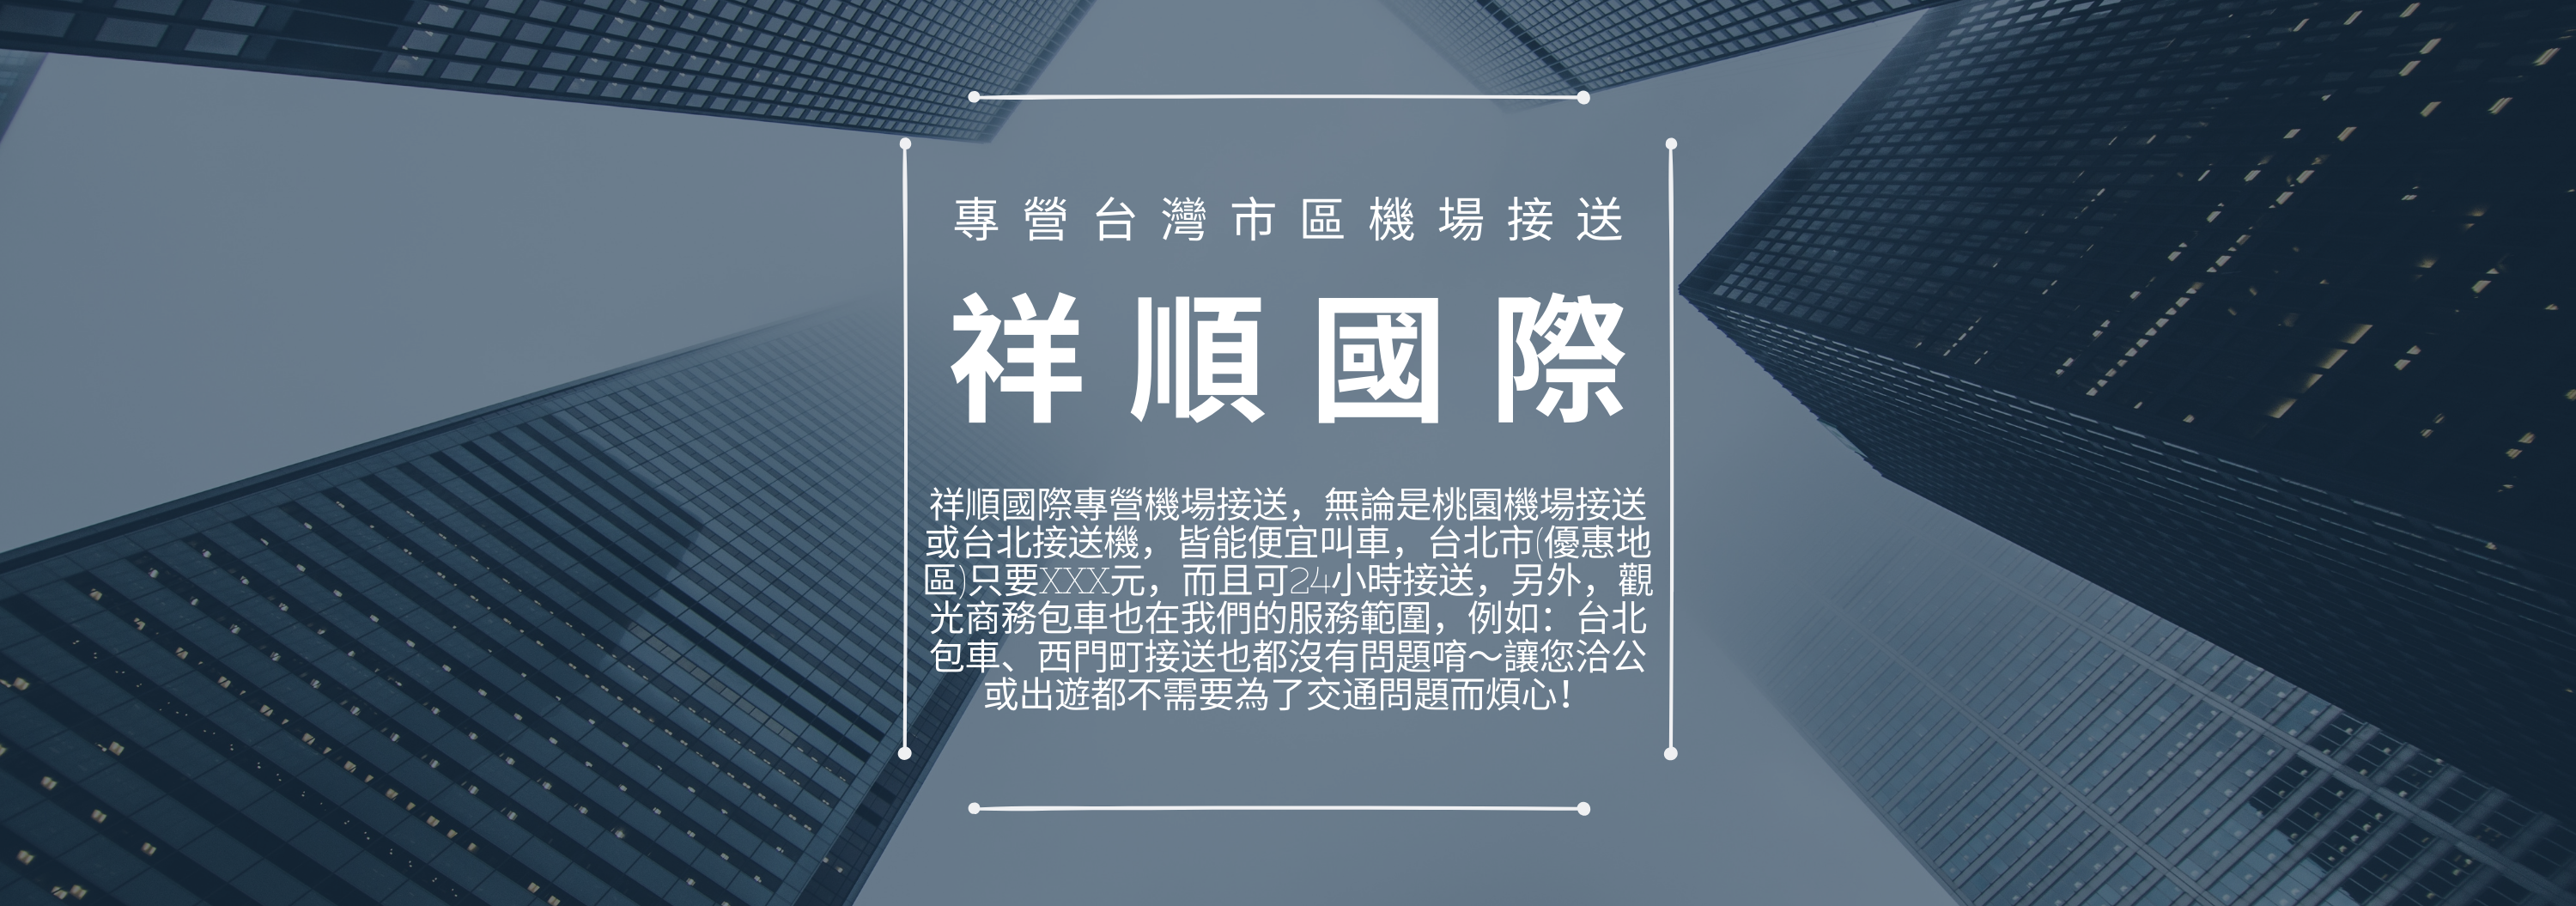 專營台灣市區機場接送
祥順國際
祥順國際專營機場接送，無論是桃園機場接送
或台北接送機，皆能便宜叫車，台北市(優惠地
區)只要XXX元，而且可24小時接送，另外，觀
光商務包車也在我們的服務範圍，例如：台北
包車、西門町接送也都沒有問題唷～讓您洽公
或出遊都不需要為了交通問題而煩心！